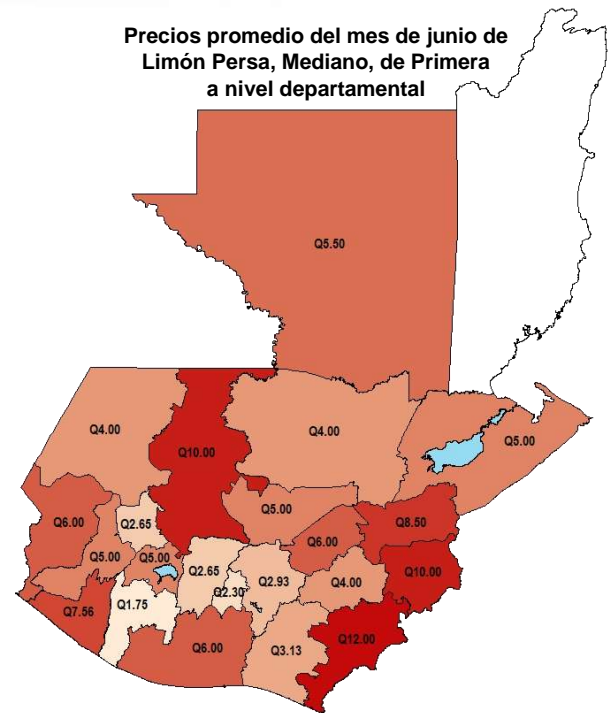 Precios promedio del mes de junio de
Limón Persa, Mediano, de Primera
a nivel departamental
Q5.50
Q4.00
Q10.00
Q4.00
Q5.00
Q6.00
Q2.65
Q5.00
Q6.00
Q8.50
Q5.00
Q5.00
Q2.65
Q2.30
Q2.93
Q4.00
Q10.00
Q7.56
Q1.75
Q6.00
Q3.13
Q12.00